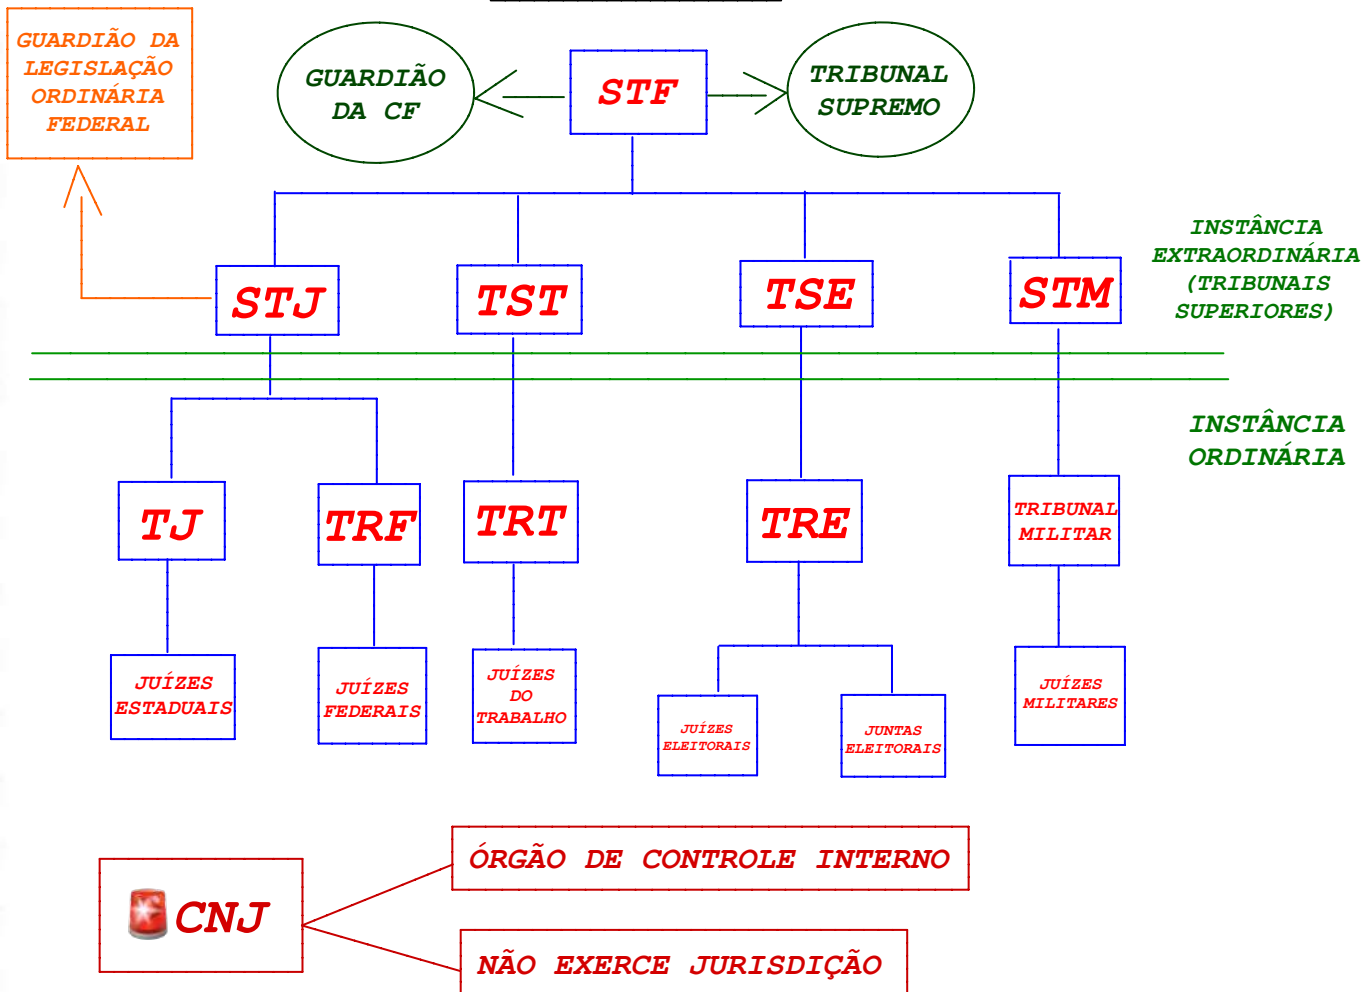 GUARDIÃO DA
LEGISLAÇÃO
ORDINÁRIA
FEDERAL
GUARDIÃO
DA CF
STF
TRIBUNAL
SUPREMO
INSTÂNCIA
EXTRAORDINÁRIA
(TRIBUNAIS
SUPERIORES)
STJ
TST
TSE
STM
INSTÂNCIA
ORDINÁRIA
TJ
TRF
TRT
TRE
TRIBUNAL
MILITAR
JUÍZES
ESTADUAIS
JUÍZES
FEDERAIS
JUÍZES
DO
TRABALHO
JUÍZES
ELEITORAIS
JUNTAS
ELEITORAIS
JUÍZES
MILITARES
CNJ
ÓRGÃO DE CONTROLE INTERNO
NÃO EXERCE JURISDIÇÃO